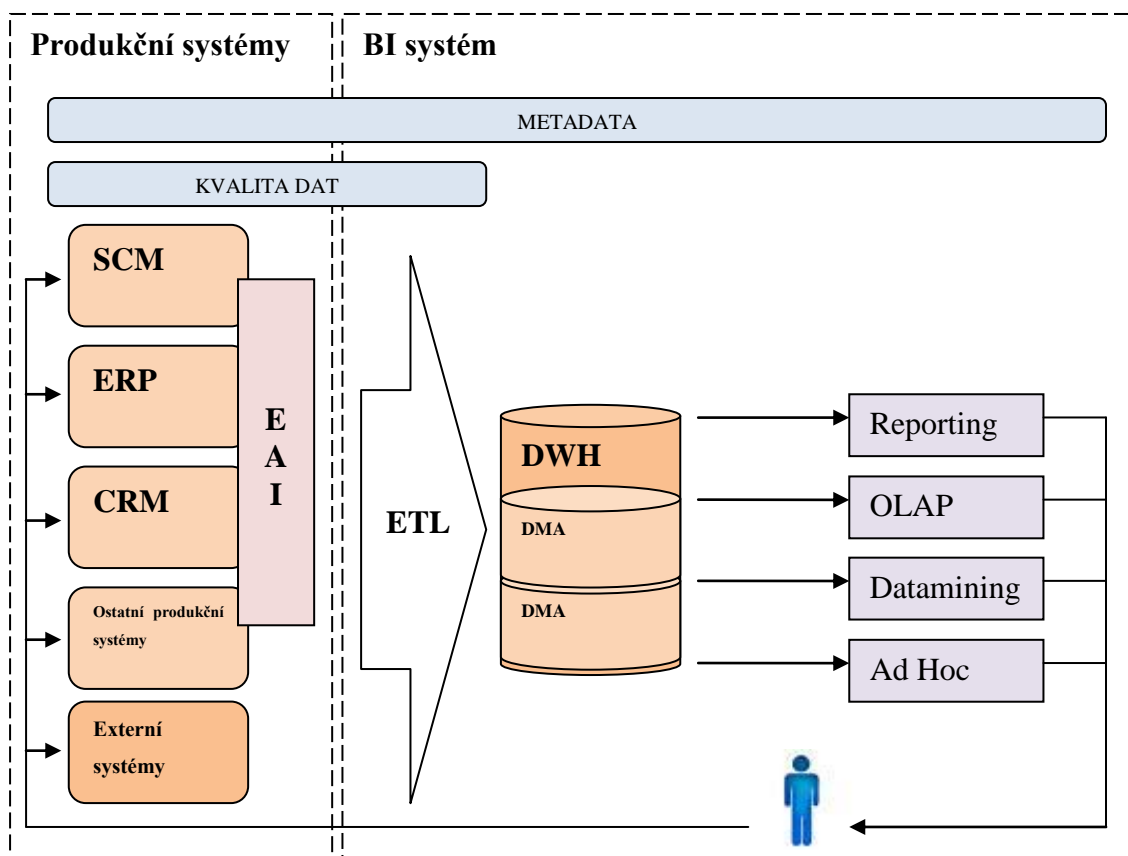 Produkční systémy
BI systém
METADATA
KVALITA DAT
SCM
ERP
CRM
Ostatní produkční
systémy
Externí
systémy
E
A
I
ETL
DWH
DMA
DMA
Reporting
OLAP
Datamining
Ad Hoc